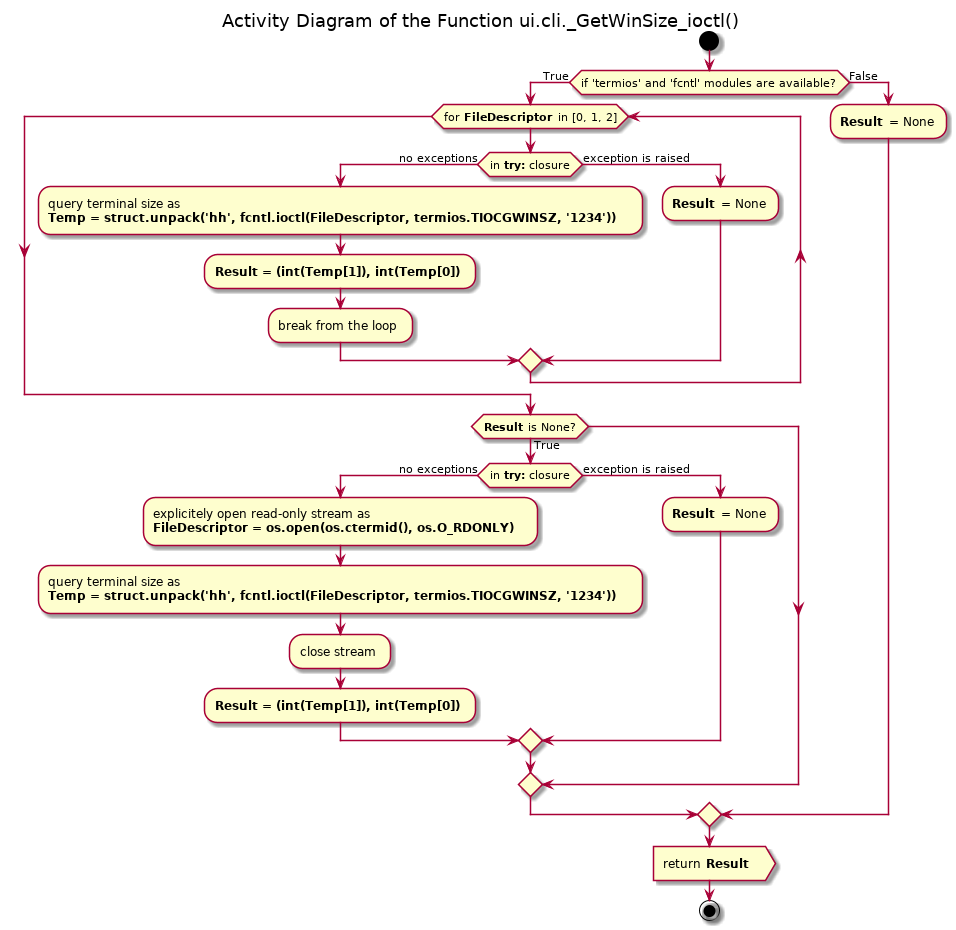 Activity Diagram of the Function ui.cli._GetWinSize_ioctl()
True
if 'termios' and 'fcntl' modules are available?
False
for FileDescriptor in [0, 1, 2]
Result = None
no exceptions
in try: closure
exception is raised
query terminal size as
Temp = struct.unpack('hh', fcntl.ioctl(FileDescriptor, termios.TIOCGWINSZ, '1234'))
Result = None
Result = (int(Temp[1]), int(Temp[0])
break from the loop
Result is None?
True
no exceptions
in try: closure
exception is raised
explicitely open read-only stream as
FileDescriptor = os.open(os.ctermid(), os.O_RDONLY)
Result = None
query terminal size as
Temp = struct.unpack('hh', fcntl.ioctl(FileDescriptor, termios.TIOCGWINSZ, '1234'))
close stream
Result = (int(Temp[1]), int(Temp[0])
return Result